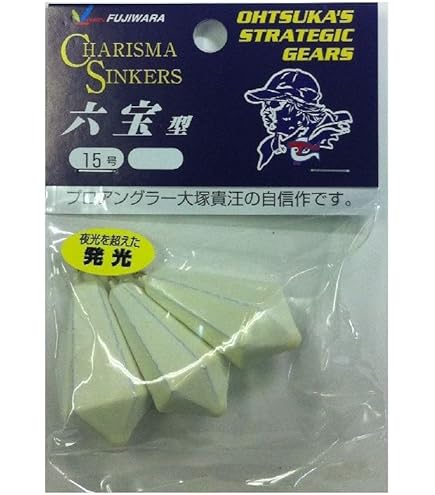 FUJIWARA
CHARISMA
SINKERS
OHTSUKA'S
STRATEGIC
GEARS
六宝型
15号
プロアングラー大塚貴汪の自信作です。
夜光を超えた
発光